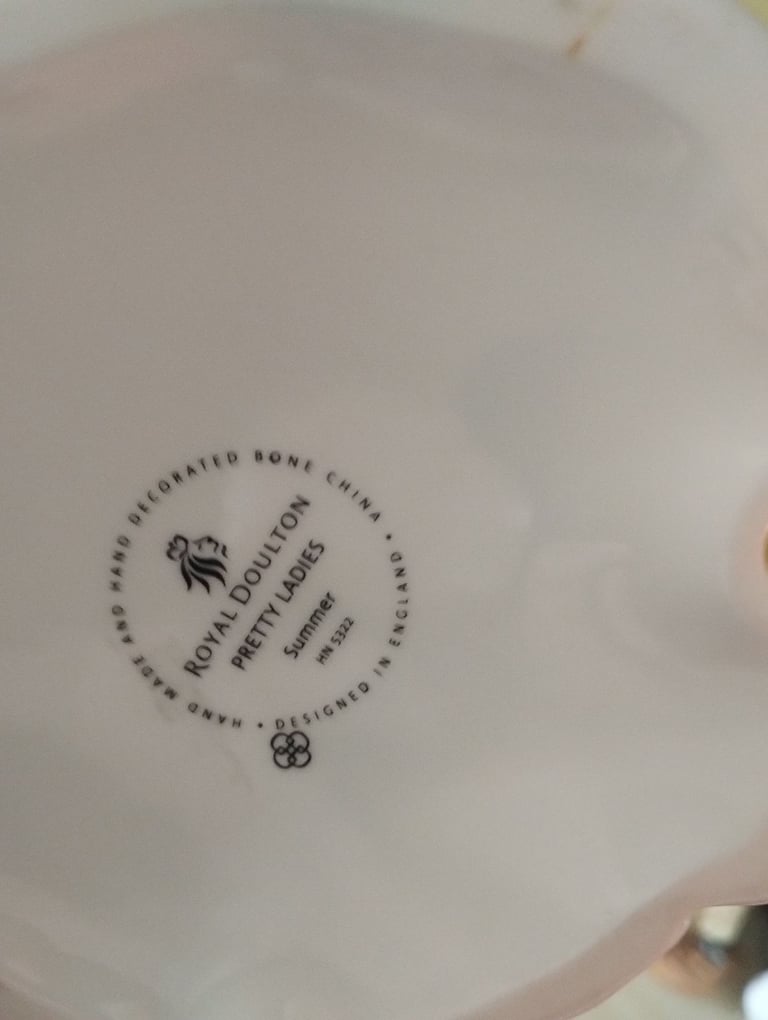 HAND MADE AND HAND DECORATED BONE CHINA • DESIGNED IN ENGLAND •
ROYAL DOULTON
PRETTY LADIES
Summer
HN 5322